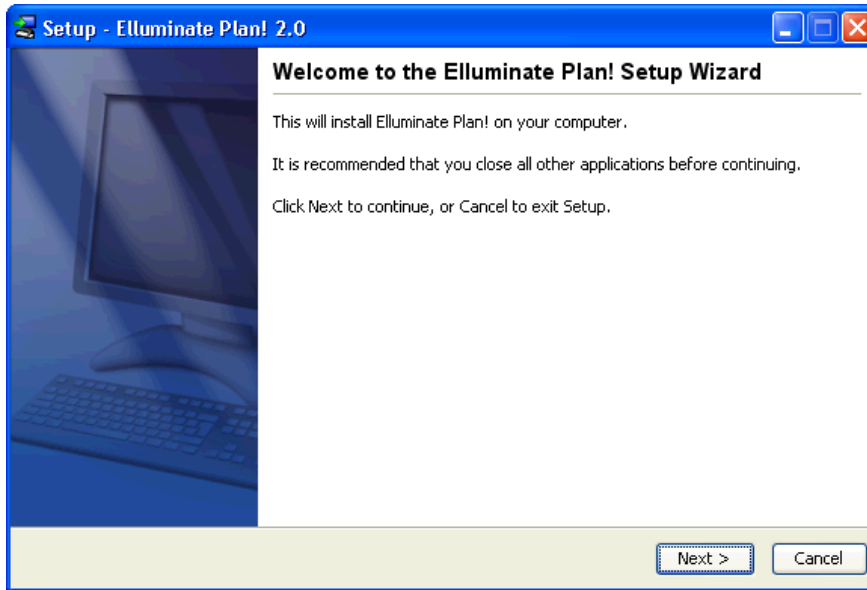 Setup - Elluminate Plan! 2.0
Welcome to the Elluminate Plan! Setup Wizard
This will install Elluminate Plan! on your computer.
It is recommended that you close all other applications before continuing.
Click Next to continue, or Cancel to exit Setup.
Next > Cancel